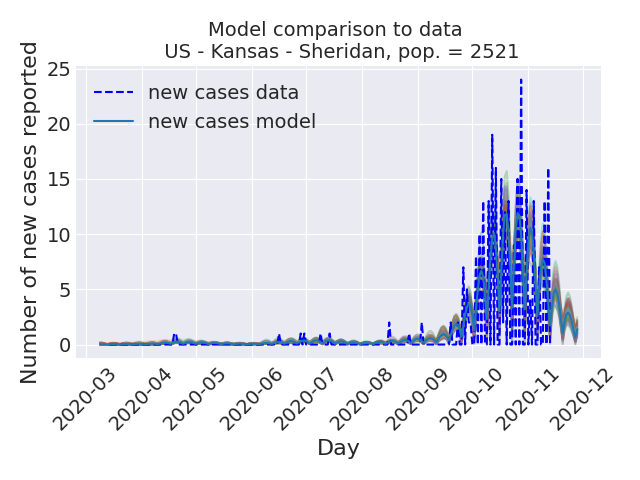 Model comparison to data
US - Kansas - Sheridan, pop. = 2521
Number of new cases reported
25
20
15
10
5
0
new cases data
new cases model
2020-03
2020-04
2020-05
2020-06
2020-07
2020-08
2020-09
2020-10
2020-11
2020-12
Day